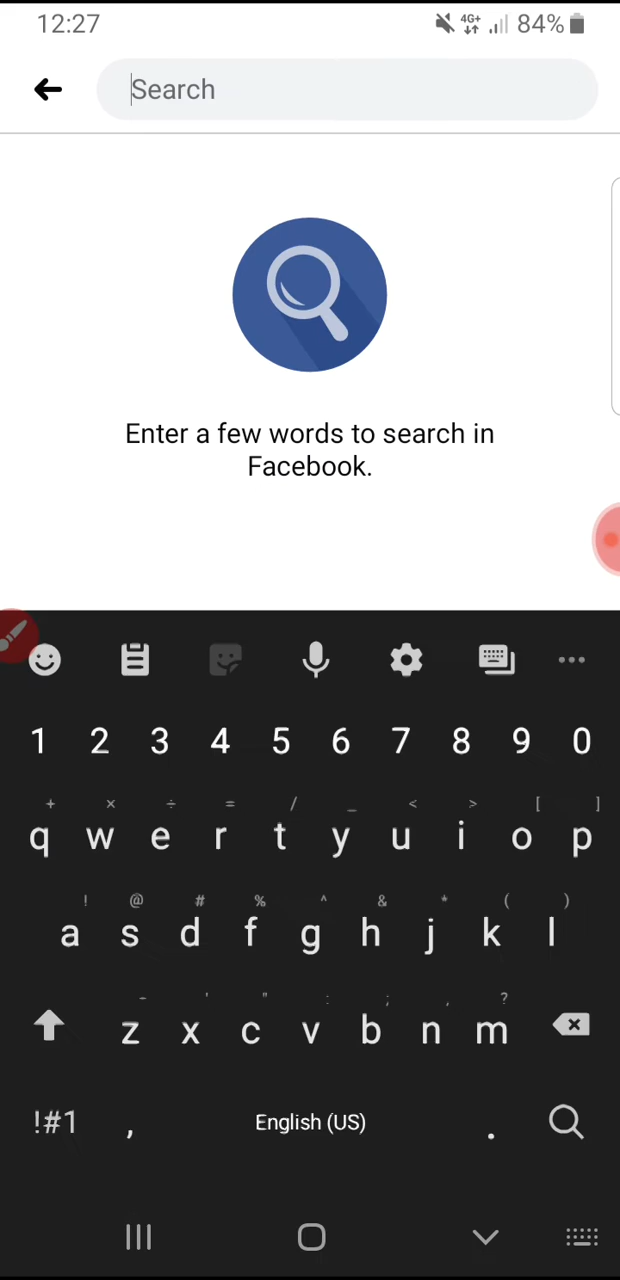 12:27 4G+ 84%
Search
Enter a few words to search in
Facebook.
1 2 3 4 5 6 7 8 9 0
+ × ÷ = / _ < > [ ]
q w e r t y u i o p
! @ # % ^ & * ( )
a s d f g h j k l
- ' " : ; , ?
z x c v b n m
!#1 , English (US) .